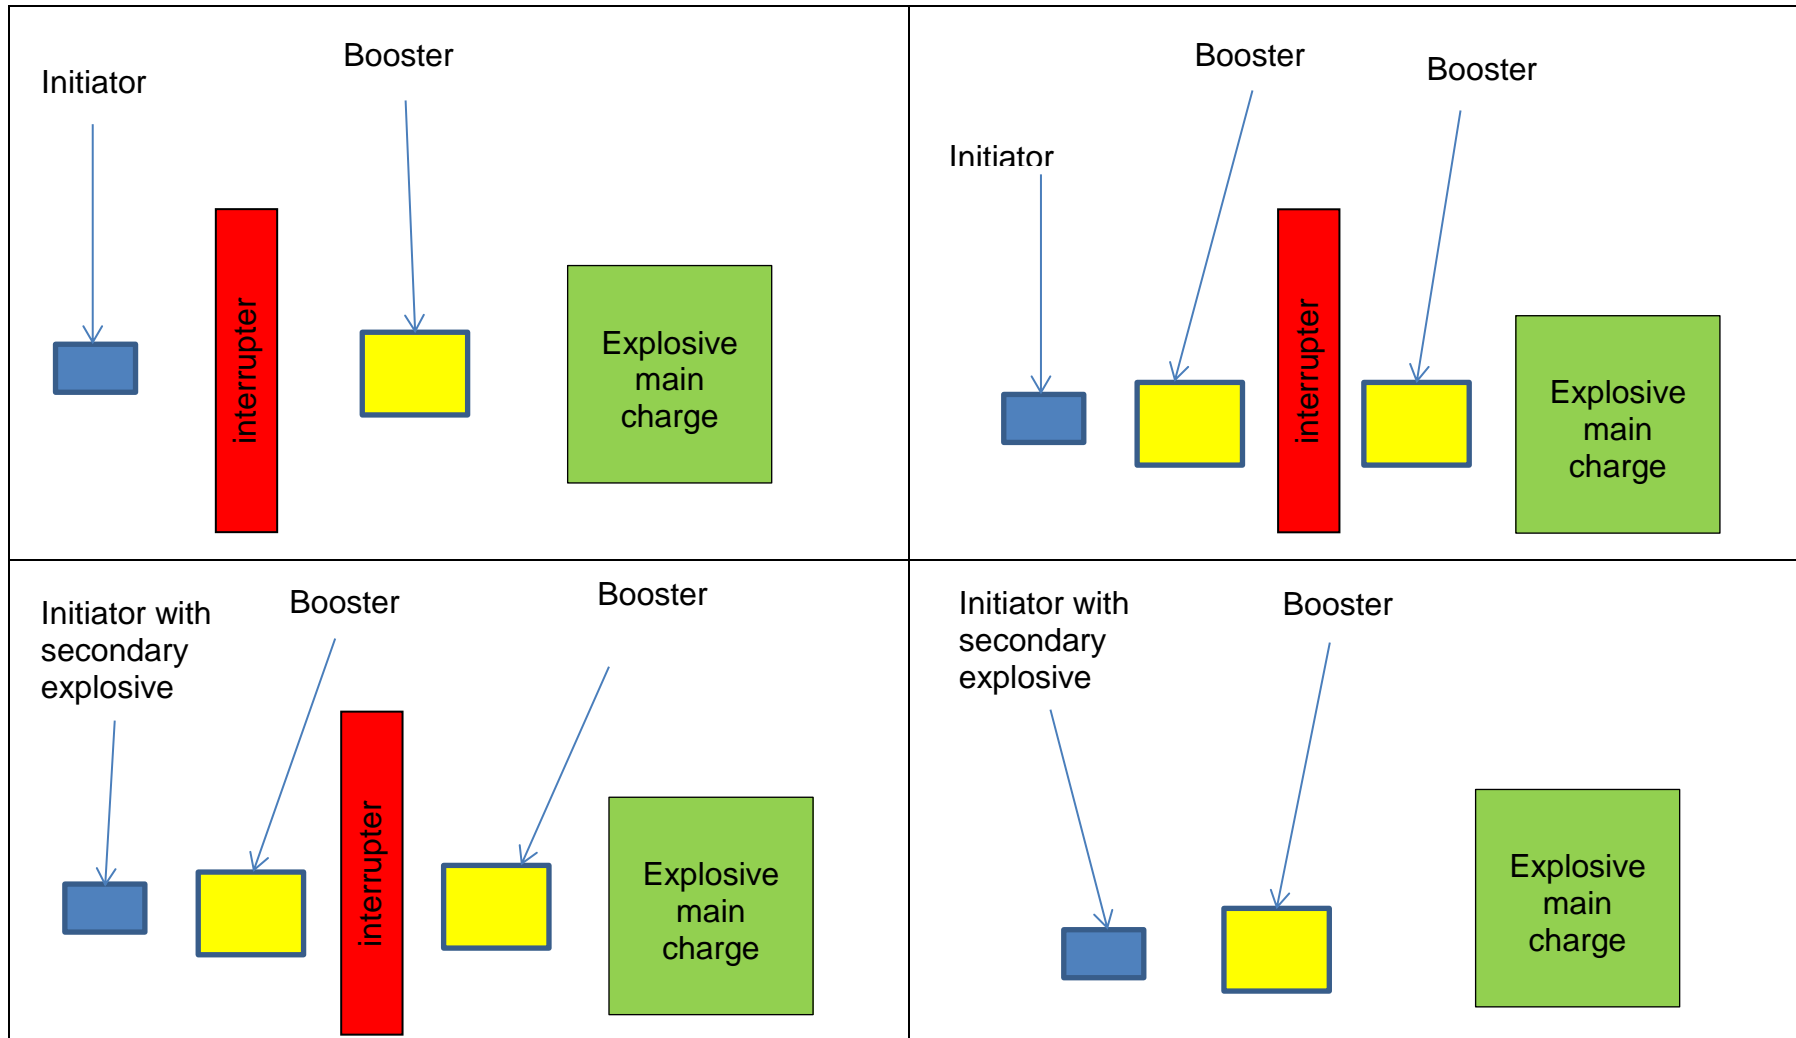 Initiator
Booster
interrupter
Explosive
main
charge
Initiator
Booster
Booster
interrupter
Explosive
main
charge
Initiator with
secondary
explosive
Booster
Booster
interrupter
Explosive
main
charge
Initiator with
secondary
explosive
Booster
Explosive
main
charge